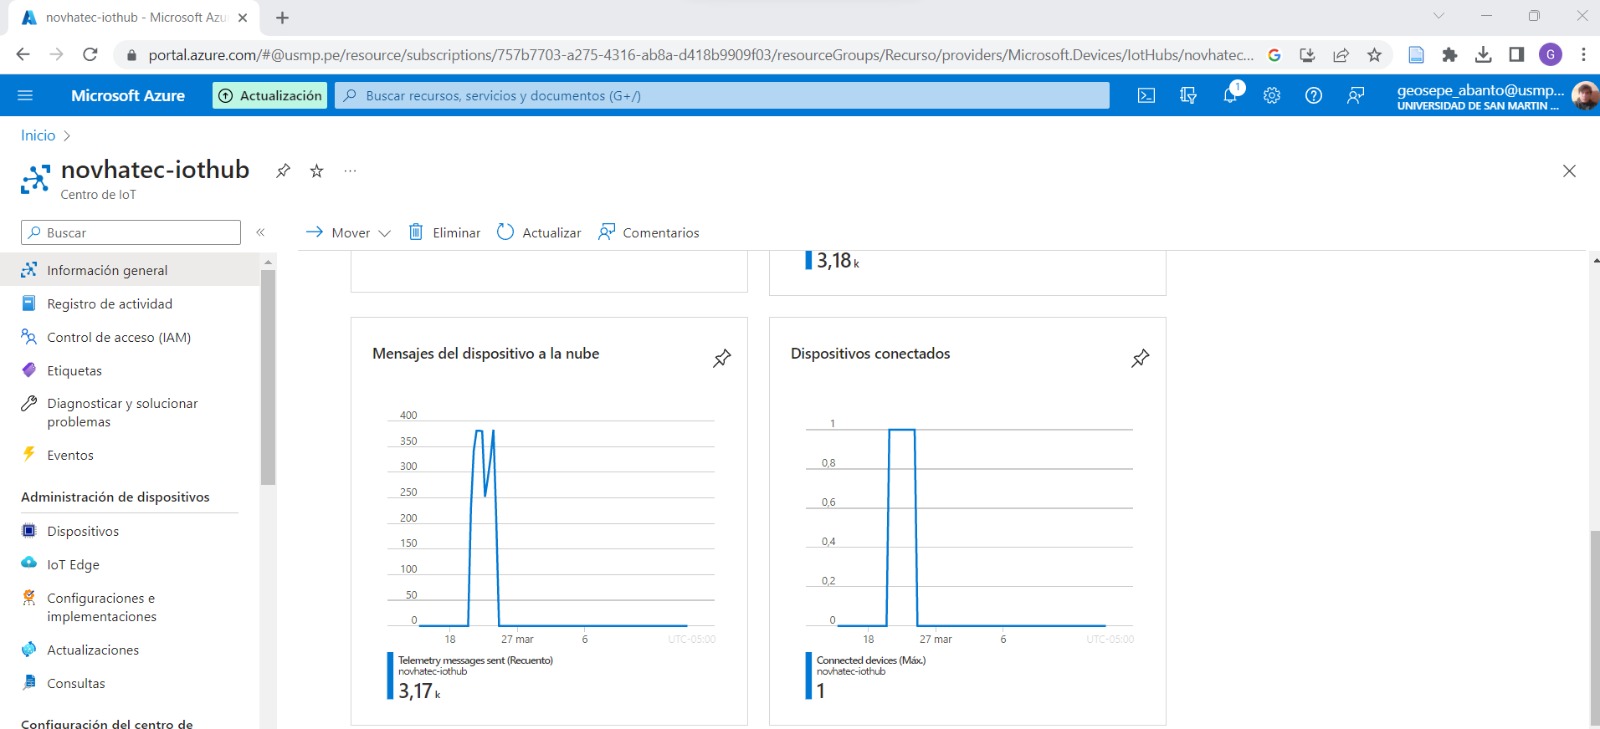 novhatec-iothub - Microsoft Azu
portal.azure.com/#@usmp.pe/resource/subscriptions/757b7703-a275-4316-ab8a-d418b9909f03/resourceGroups/Recurso/providers/Microsoft.Devices/IotHubs/novhatec...
G
Microsoft Azure
Actualización
Buscar recursos, servicios y documentos (G+/)
1
geosepe_abanto@usmp...
UNIVERSIDAD DE SAN MARTIN ...
Inicio
novhatec-iothub
Centro de IoT
Buscar
Mover
Eliminar
Actualizar
Comentarios
Información general
Registro de actividad
Control de acceso (IAM)
Etiquetas
Diagnosticar y solucionar
problemas
Eventos
Administración de dispositivos
Dispositivos
IoT Edge
Configuraciones e
implementaciones
Actualizaciones
Consultas
Configuración del centro de
3,18 k
Mensajes del dispositivo a la nube
400
350
300
250
200
150
100
50
0
18
27 mar
6
UTC-05:00
Telemetry messages sent (Recuento)
novhatec-iothub
3,17 k
Dispositivos conectados
1
0,8
0,6
0,4
0,2
0
18
27 mar
6
UTC-05:00
Connected devices (Máx.)
novhatec-iothub
1